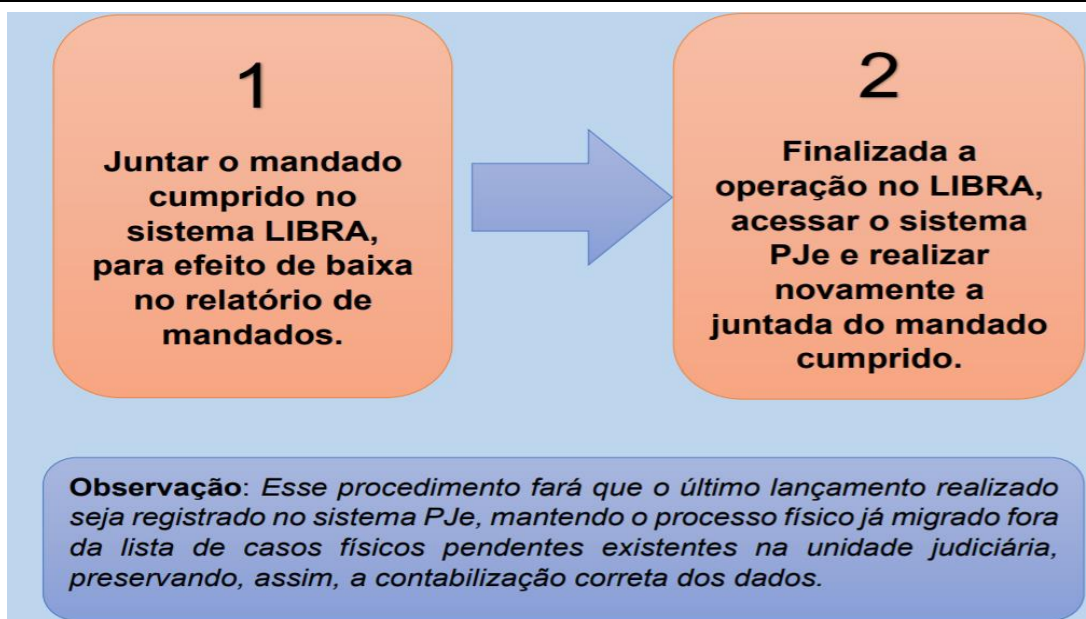 1
Juntar o mandado
cumprido no
sistema LIBRA,
para efeito de baixa
no relatório de
mandados.
2
Finalizada a
operação no LIBRA,
acessar o sistema
PJe e realizar
novamente a
juntada do mandado
cumprido.
Observação: Esse procedimento fará que o último lançamento realizado
seja registrado no sistema PJe, mantendo o processo físico já migrado fora
da lista de casos físicos pendentes existentes na unidade judiciária,
preservando, assim, a contabilização correta dos dados.